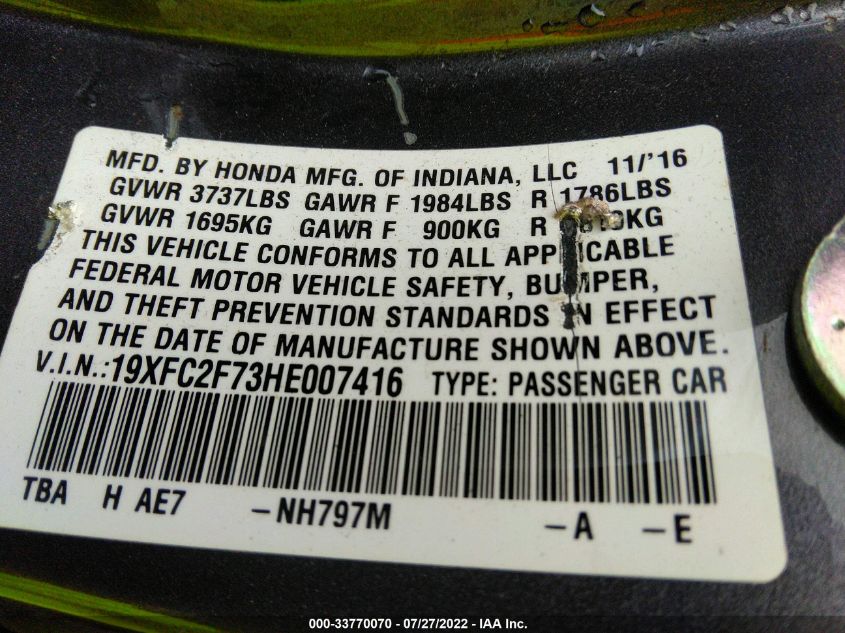 MFD. BY HONDA MFG. OF INDIANA, LLC 11/'16
GVWR 3737LBS GAWR F 1984LBS R 1786LBS
GVWR 1695KG GAWR F 900KG R
THIS VEHICLE CONFORMS TO ALL APPLICABLE
FEDERAL MOTOR VEHICLE SAFETY, BUMPER,
AND THEFT PREVENTION STANDARDS IN EFFECT
ON THE DATE OF MANUFACTURE SHOWN ABOVE.
V.I.N.:19XFC2F73HE007416 TYPE: PASSENGER CAR
TBA H AE7 -NH797M -A -E
000-33770070 / 07/27/2022 - IAA Inc.